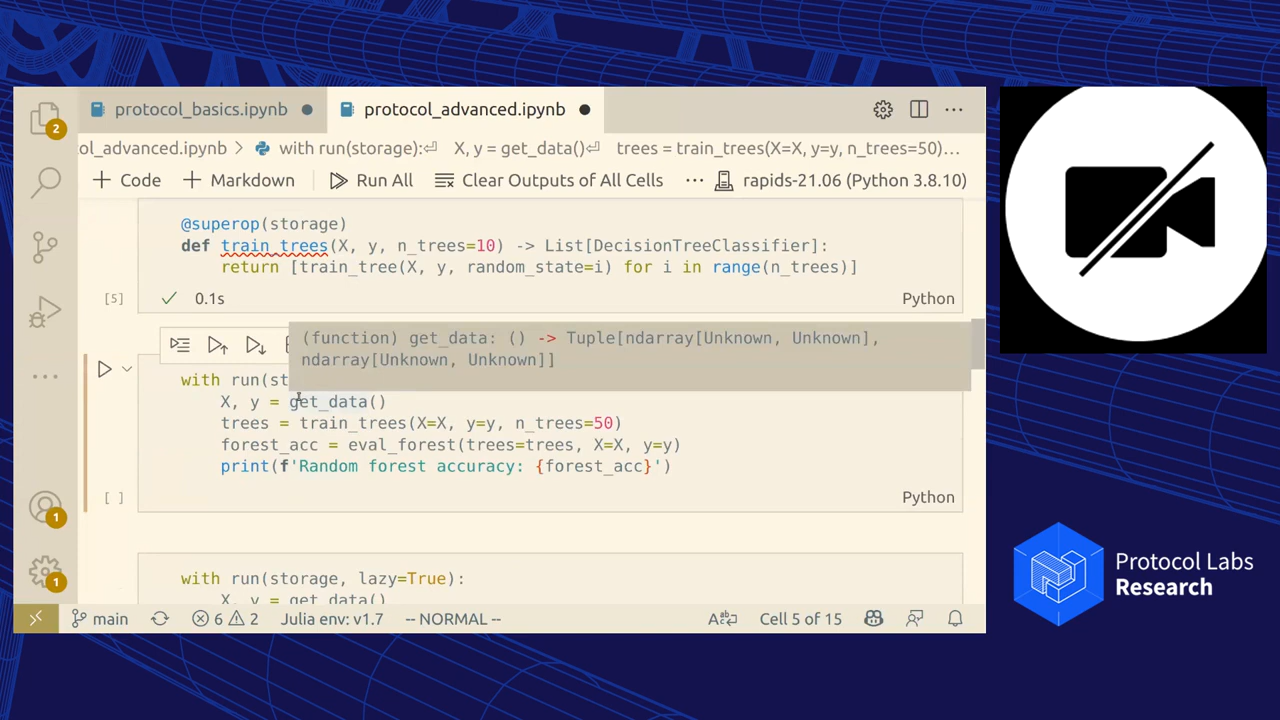 protocol_basics.ipynb
protocol_advanced.ipynb
ol_advanced.ipynb > with run(storage):⏎ X, y = get_data()⏎ trees = train_trees(X=X, y=y, n_trees=50)…
+ Code + Markdown Run All Clear Outputs of All Cells ··· rapids-21.06 (Python 3.8.10)
@superop(storage)
def train_trees(X, y, n_trees=10) -> List[DecisionTreeClassifier]:
return [train_tree(X, y, random_state=i) for i in range(n_trees)]
[5] 0.1s Python
(function) get_data: () -> Tuple[ndarray[Unknown, Unknown],
ndarray[Unknown, Unknown]]
with run(st
X, y = get_data()
trees = train_trees(X=X, y=y, n_trees=50)
forest_acc = eval_forest(trees=trees, X=X, y=y)
print(f'Random forest accuracy: {forest_acc}')
[ ] Python
with run(storage, lazy=True):
X, y = get_data()
2
1
1
main 6 2 Julia env: v1.7 -- NORMAL -- Cell 5 of 15
Protocol Labs
Research